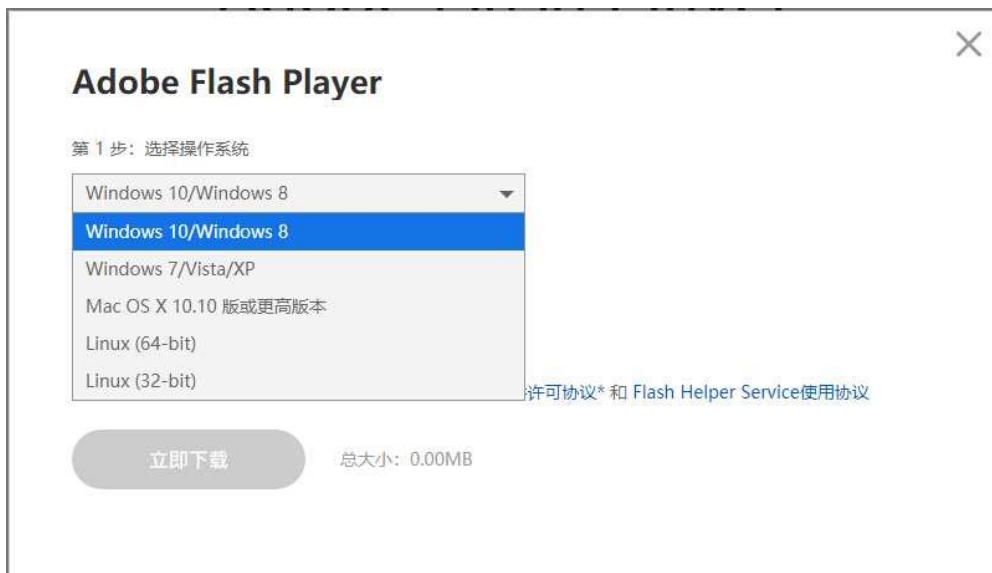 Adobe Flash Player
第 1 步：选择操作系统
Windows 10/Windows 8
Windows 10/Windows 8
Windows 7/Vista/XP
Mac OS X 10.10 版或更高版本
Linux (64-bit)
Linux (32-bit)
许可协议* 和 Flash Helper Service使用协议
立即下载 总大小：0.00MB